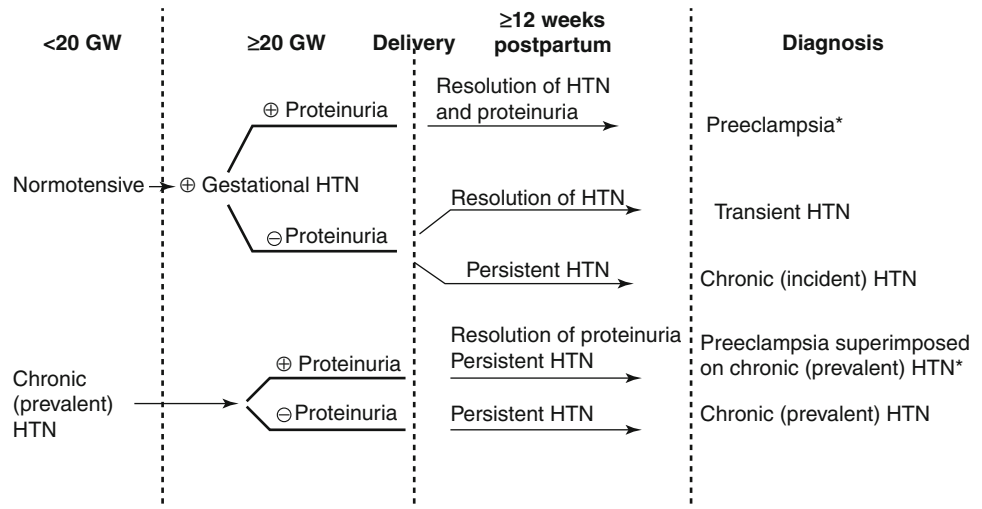 <20 GW
≥20 GW
Delivery
≥12 weeks
postpartum
Diagnosis
⊕ Proteinuria
Resolution of HTN
and proteinuria
Preeclampsia*
Normotensive
⊕ Gestational HTN
⊖ Proteinuria
Resolution of HTN
Transient HTN
Persistent HTN
Chronic (incident) HTN
Chronic
(prevalent)
HTN
⊕ Proteinuria
Resolution of proteinuria
Persistent HTN
Preeclampsia superimposed
on chronic (prevalent) HTN*
⊖ Proteinuria
Persistent HTN
Chronic (prevalent) HTN